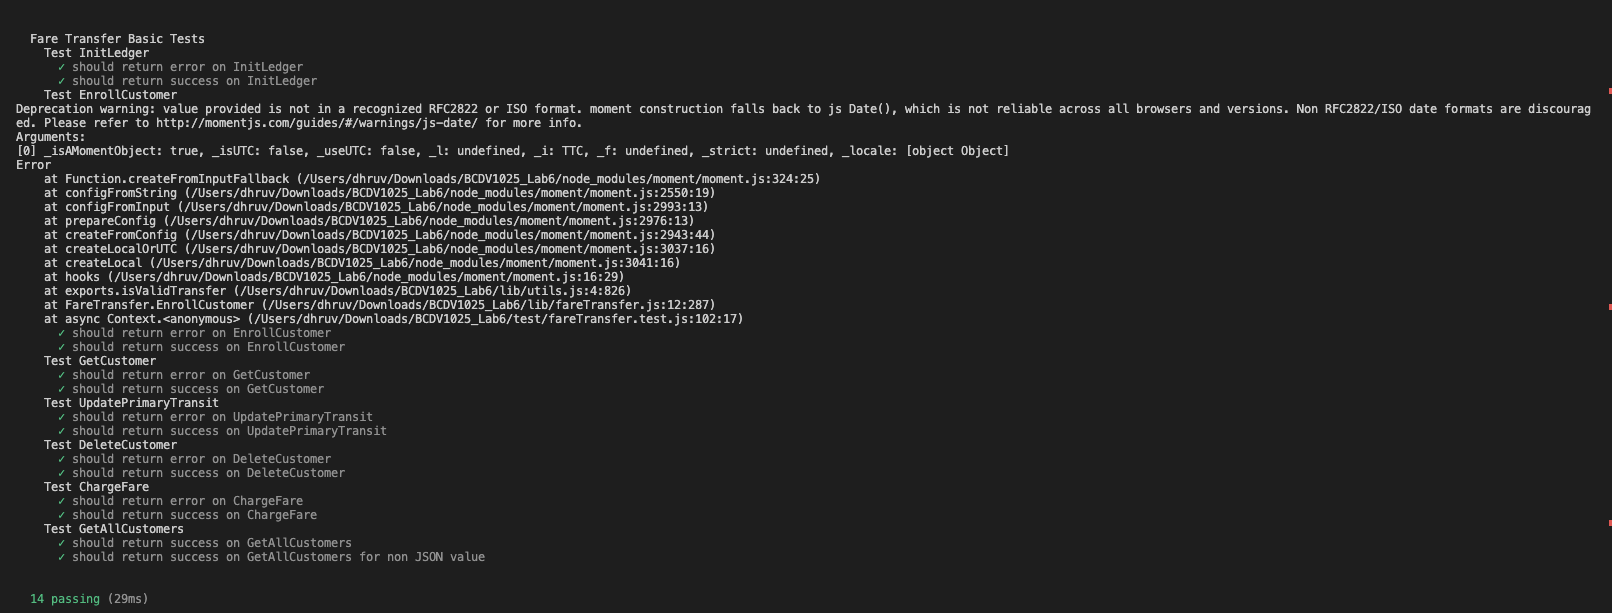 Fare Transfer Basic Tests
Test InitLedger
✓ should return error on InitLedger
✓ should return success on InitLedger
Test EnrollCustomer
Deprecation warning: value provided is not in a recognized RFC2822 or ISO format. moment construction falls back to js Date(), which is not reliable across all browsers and versions. Non RFC2822/ISO date formats are discourag
ed. Please refer to http://momentjs.com/guides/#/warnings/js-date/ for more info.
Arguments:
[0] _isAMomentObject: true, _isUTC: false, _useUTC: false, _l: undefined, _i: TTC, _f: undefined, _strict: undefined, _locale: [object Object]
Error
at Function.createFromInputFallback (/Users/dhruv/Downloads/BCDV1025_Lab6/node_modules/moment/moment.js:324:25)
at configFromString (/Users/dhruv/Downloads/BCDV1025_Lab6/node_modules/moment/moment.js:2550:19)
at configFromInput (/Users/dhruv/Downloads/BCDV1025_Lab6/node_modules/moment/moment.js:2993:13)
at prepareConfig (/Users/dhruv/Downloads/BCDV1025_Lab6/node_modules/moment/moment.js:2976:13)
at createFromConfig (/Users/dhruv/Downloads/BCDV1025_Lab6/node_modules/moment/moment.js:2943:44)
at createLocalOrUTC (/Users/dhruv/Downloads/BCDV1025_Lab6/node_modules/moment/moment.js:3037:16)
at createLocal (/Users/dhruv/Downloads/BCDV1025_Lab6/node_modules/moment/moment.js:3041:16)
at hooks (/Users/dhruv/Downloads/BCDV1025_Lab6/node_modules/moment/moment.js:16:29)
at exports.isValidTransfer (/Users/dhruv/Downloads/BCDV1025_Lab6/lib/utils.js:4:826)
at FareTransfer.EnrollCustomer (/Users/dhruv/Downloads/BCDV1025_Lab6/lib/fareTransfer.js:12:287)
at async Context.<anonymous> (/Users/dhruv/Downloads/BCDV1025_Lab6/test/fareTransfer.test.js:102:17)
✓ should return error on EnrollCustomer
✓ should return success on EnrollCustomer
Test GetCustomer
✓ should return error on GetCustomer
✓ should return success on GetCustomer
Test UpdatePrimaryTransit
✓ should return error on UpdatePrimaryTransit
✓ should return success on UpdatePrimaryTransit
Test DeleteCustomer
✓ should return error on DeleteCustomer
✓ should return success on DeleteCustomer
Test ChargeFare
✓ should return error on ChargeFare
✓ should return success on ChargeFare
Test GetAllCustomers
✓ should return success on GetAllCustomers
✓ should return success on GetAllCustomers for non JSON value
14 passing (29ms)